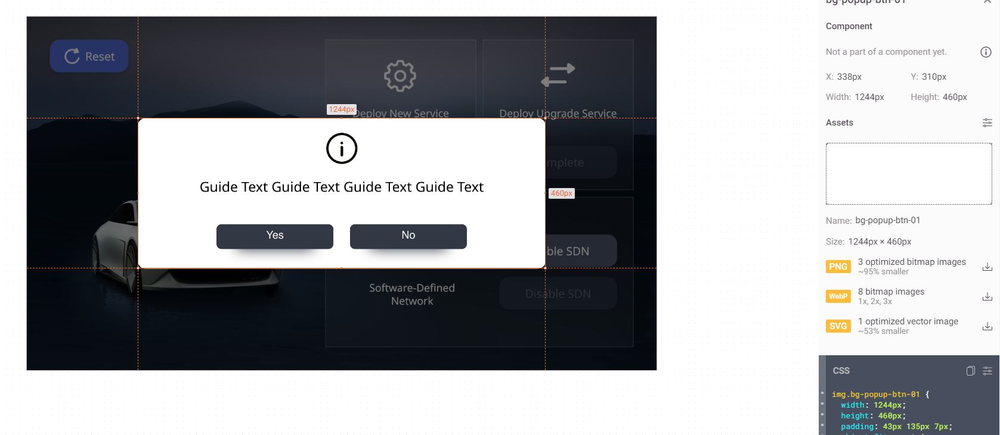 Reset
Deploy New Service
Deploy Upgrade Service
1244px
i
Guide Text Guide Text Guide Text Guide Text
460px
Yes
No
ble SDN
Software-Defined
Network
Disable SDN
bg-popup-btn-01
Component
Not a part of a component yet.
X: 338px
Y: 310px
Width: 1244px
Height: 460px
Assets
Name: bg-popup-btn-01
Size: 1244px × 460px
PNG
3 optimized bitmap images
~95% smaller
WebP
8 bitmap images
1x, 2x, 3x
SVG
1 optimized vector image
~53% smaller
CSS
img.bg-popup-btn-01 {
width: 1244px;
height: 460px;
padding: 43px 135px 7px;